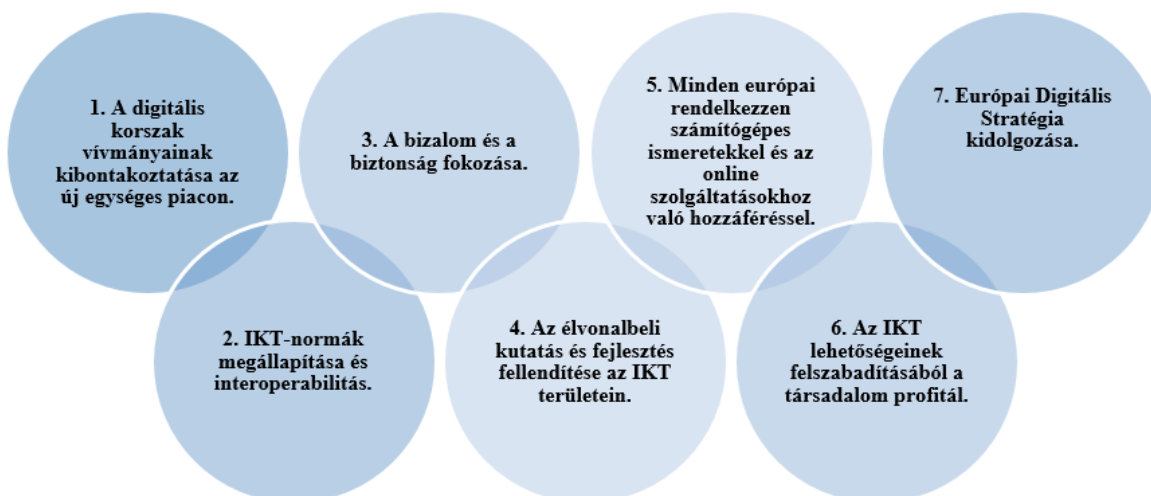 1. A digitális
korszak
vívmányainak
kibontakoztatása az
új egységes piacon.
2. IKT-normák
megállapítása és
interoperabilitás.
3. A bizalom és a
biztonság fokozása.
4. Az élvonalbeli
kutatás és fejlesztés
fellendítése az IKT
területein.
5. Minden európai
rendelkezzen
számítógépes
ismeretekkel és az
online
szolgáltatásokhoz
való hozzáféréssel.
6. Az IKT
lehetőségeinek
felszabadításából a
társadalom profitál.
7. Európai Digitális
Stratégia
kidolgozása.